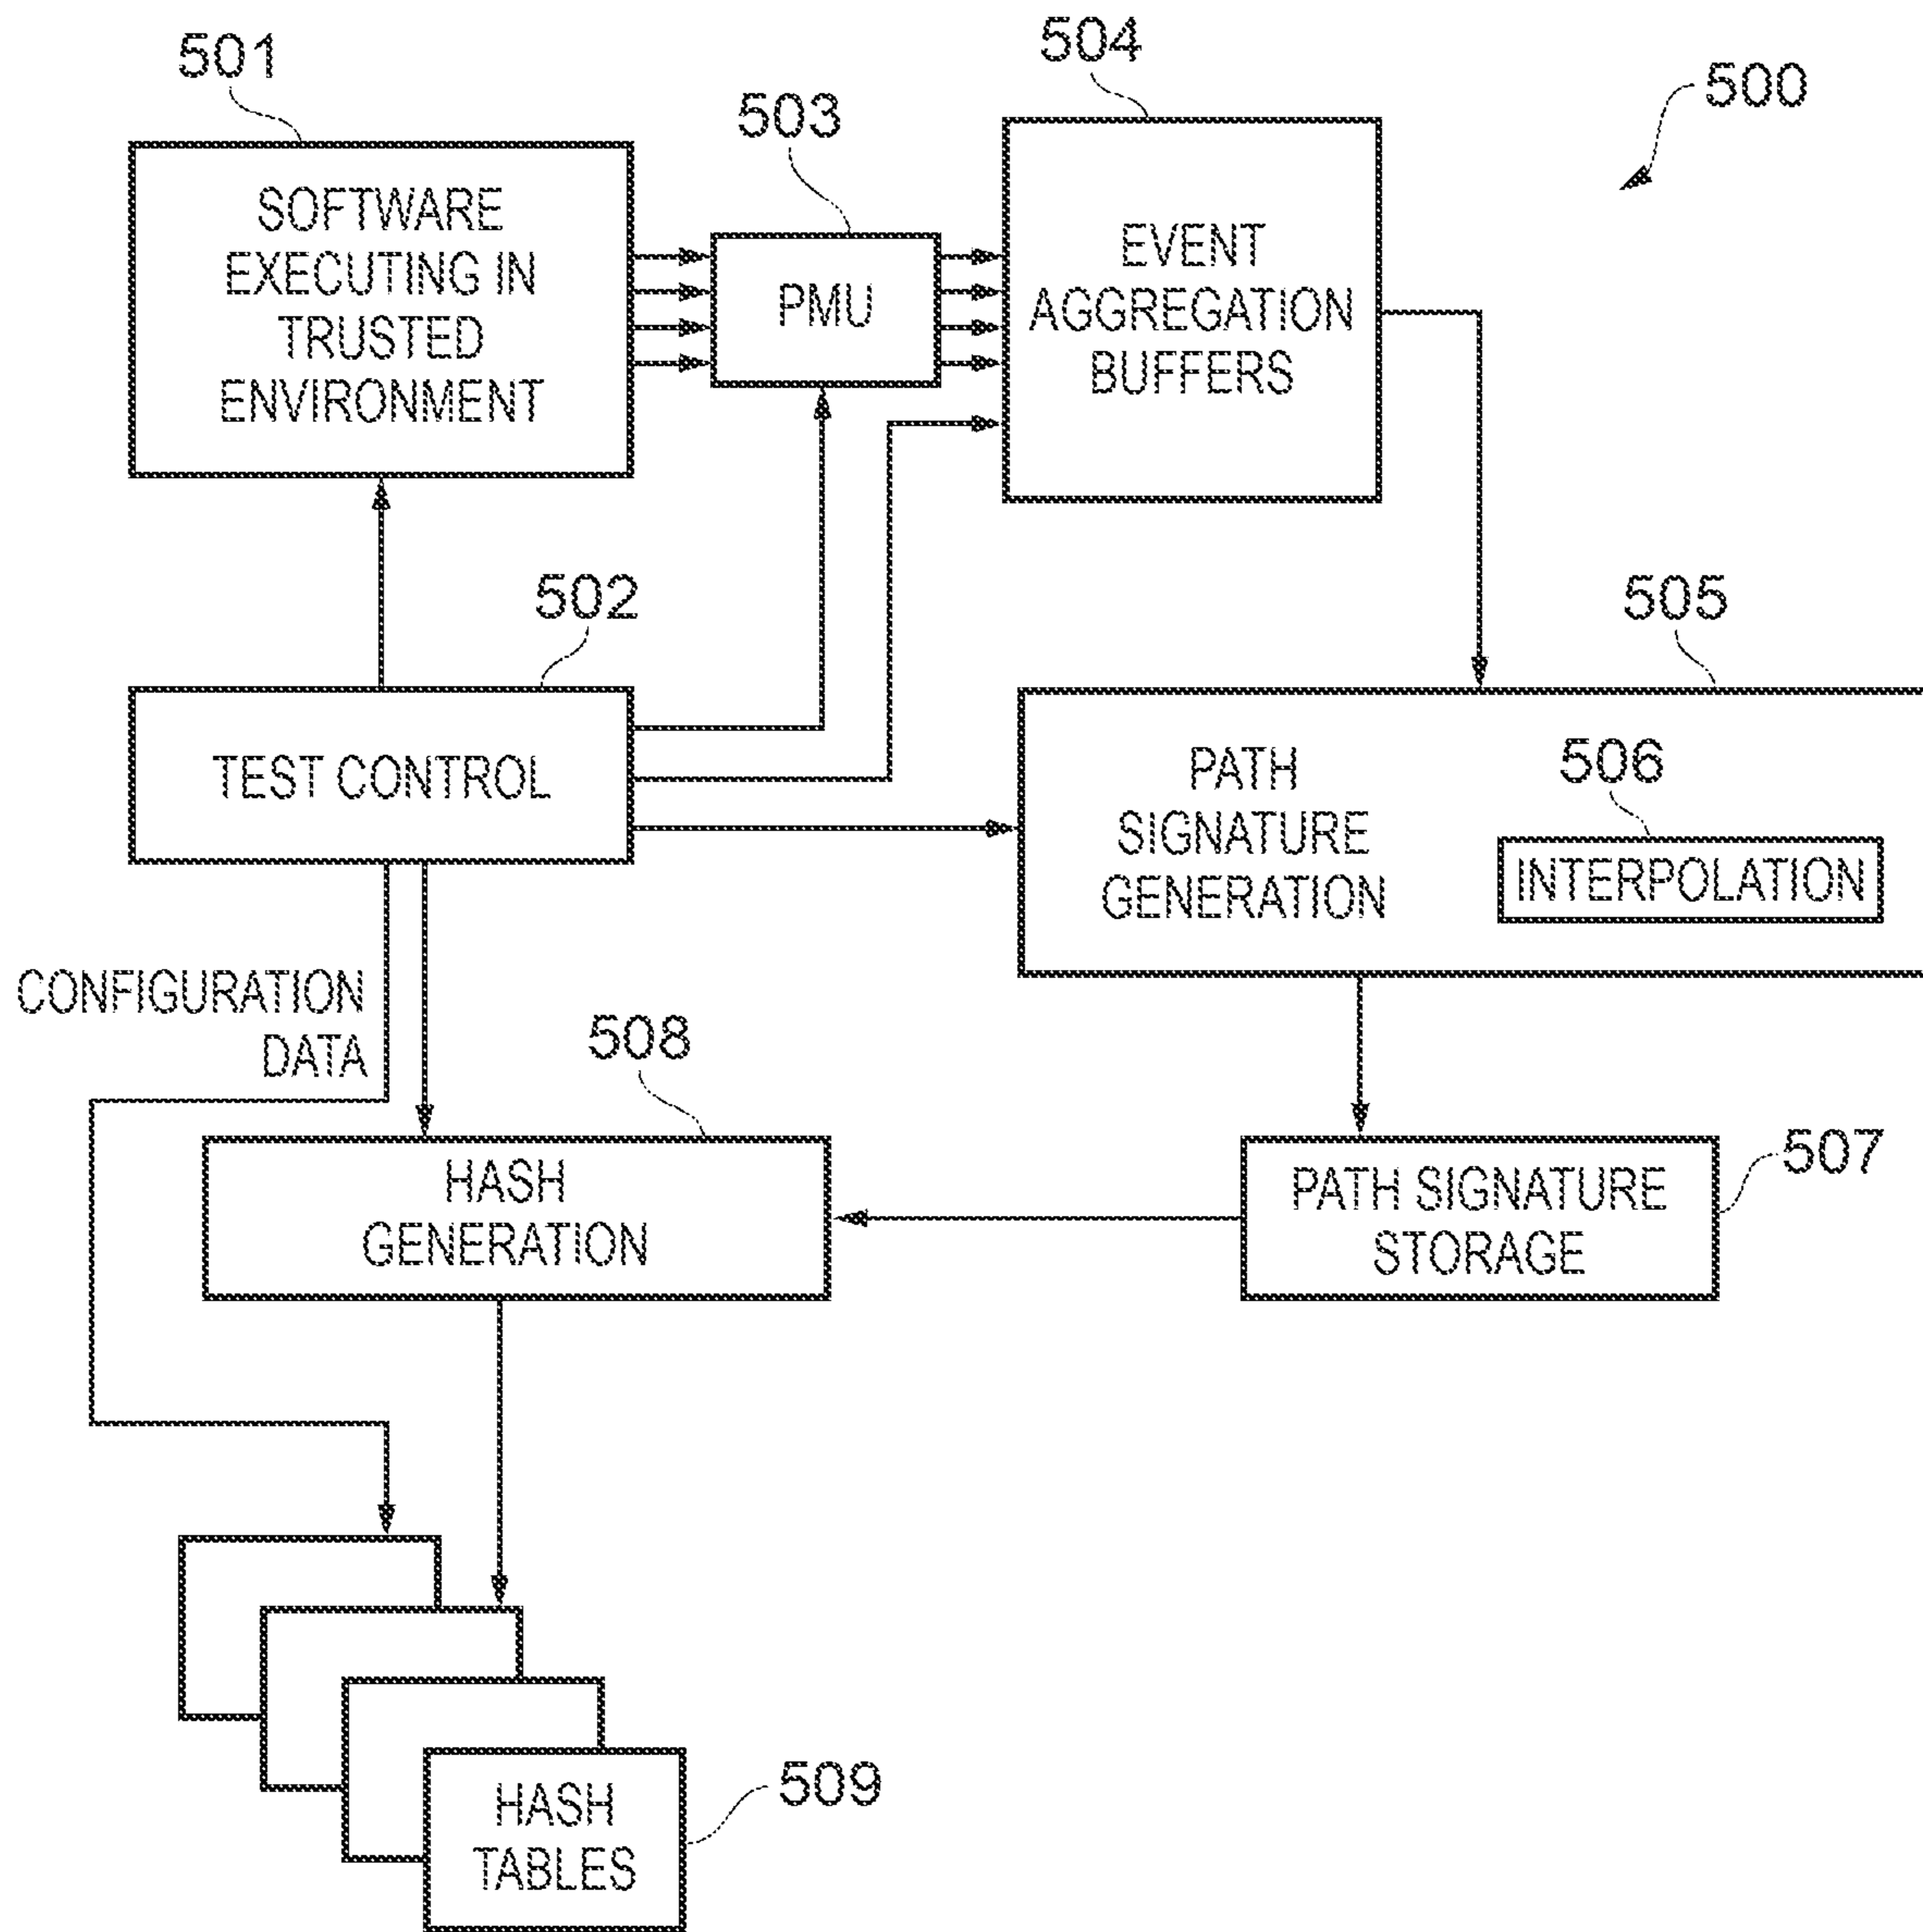 501
504
500
503
SOFTWARE
EXECUTING IN
TRUSTED
ENVIRONMENT
PMU
EVENT
AGGREGATION
BUFFERS
502
505
TEST CONTROL
PATH
SIGNATURE
GENERATION
506
INTERPOLATION
CONFIGURATION
DATA
508
HASH
GENERATION
PATH SIGNATURE
STORAGE
507
HASH
TABLES
509